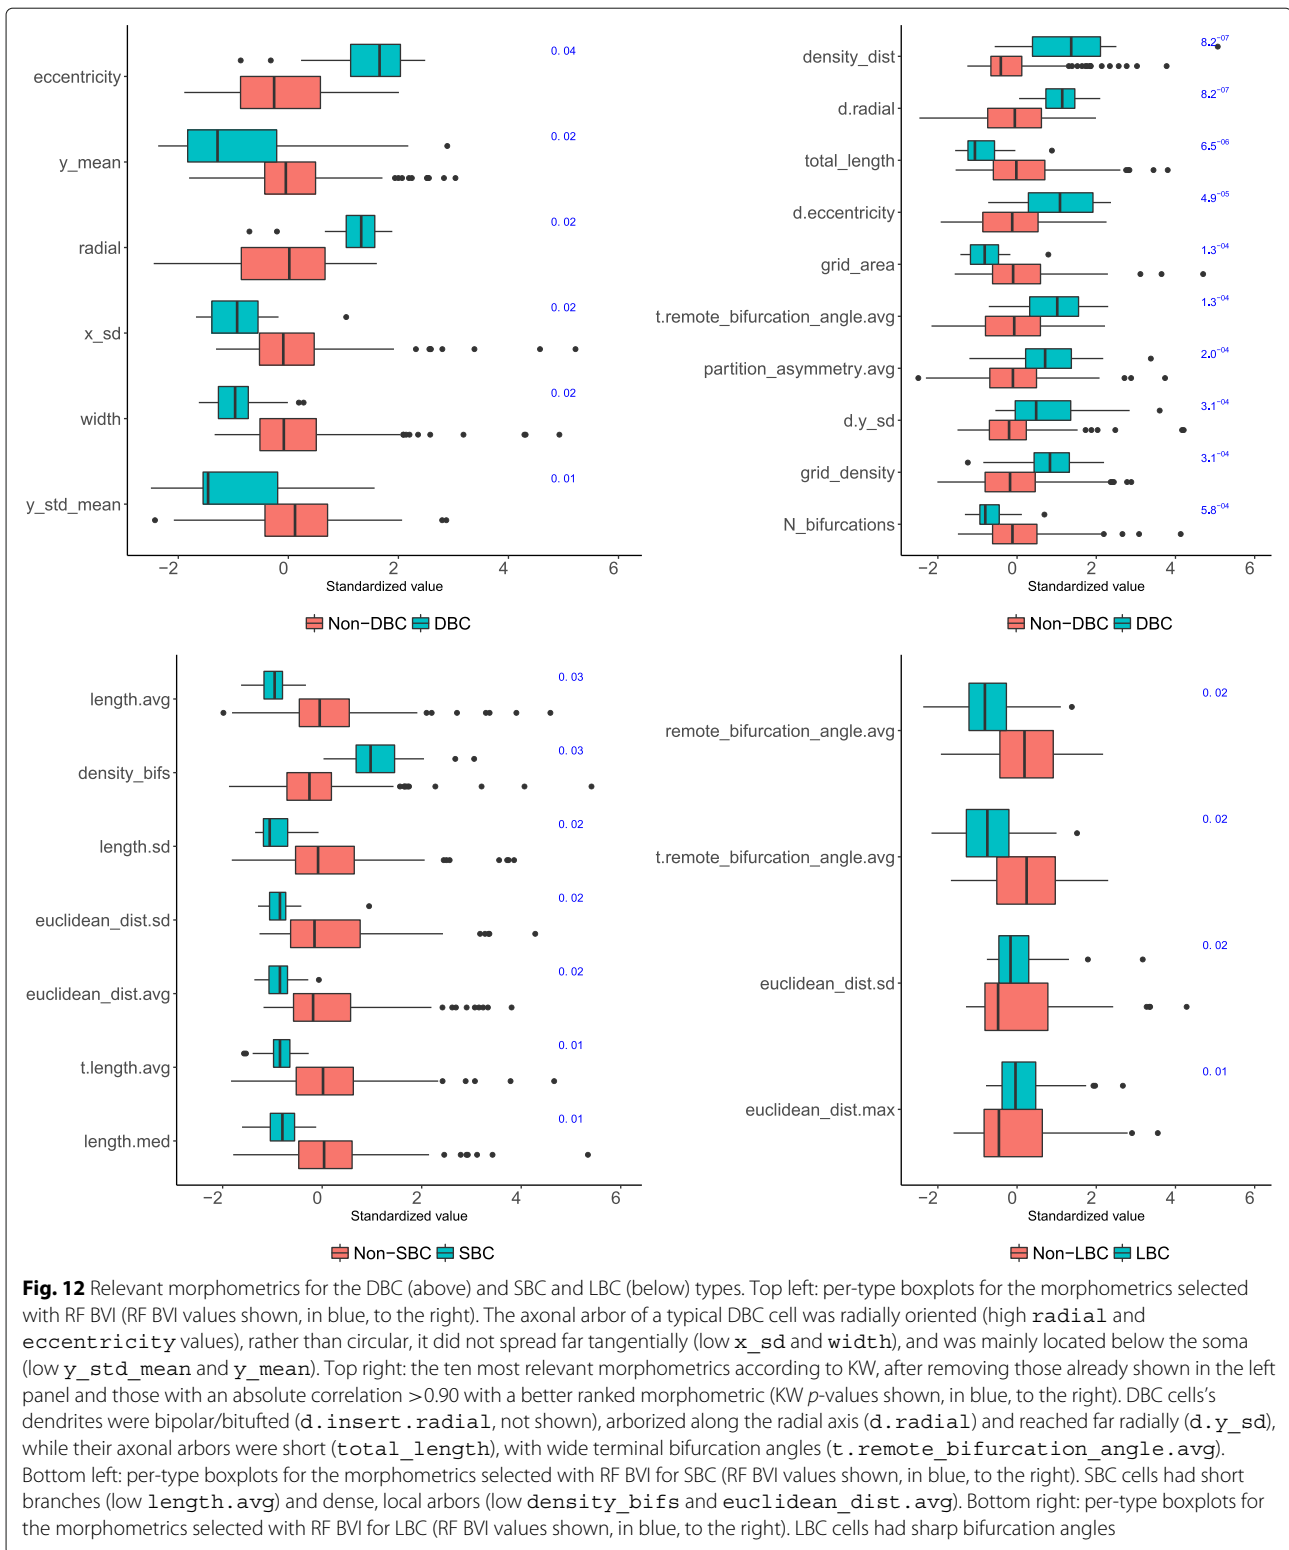 eccentricity
0. 04
y_mean
0. 02
radial
0. 02
x_sd
0. 02
width
0. 02
y_std_mean
0. 01
−2 0 2 4 6
Standardized value
Non−DBC DBC
density_dist
8.2⁻⁰⁷
d.radial
8.2⁻⁰⁷
total_length
6.5⁻⁰⁶
d.eccentricity
4.9⁻⁰⁵
grid_area
1.3⁻⁰⁴
t.remote_bifurcation_angle.avg
1.3⁻⁰⁴
partition_asymmetry.avg
2.0⁻⁰⁴
d.y_sd
3.1⁻⁰⁴
grid_density
3.1⁻⁰⁴
N_bifurcations
5.8⁻⁰⁴
−2 0 2 4 6
Standardized value
Non−DBC DBC
length.avg
0. 03
density_bifs
0. 03
length.sd
0. 02
euclidean_dist.sd
0. 02
euclidean_dist.avg
0. 02
t.length.avg
0. 01
length.med
0. 01
−2 0 2 4 6
Standardized value
Non−SBC SBC
remote_bifurcation_angle.avg
0. 02
t.remote_bifurcation_angle.avg
0. 02
euclidean_dist.sd
0. 02
euclidean_dist.max
0. 01
−2 0 2 4 6
Standardized value
Non−LBC LBC
Fig. 12 Relevant morphometrics for the DBC (above) and SBC and LBC (below) types. Top left: per-type boxplots for the morphometrics selected
with RF BVI (RF BVI values shown, in blue, to the right). The axonal arbor of a typical DBC cell was radially oriented (high radial and
eccentricity values), rather than circular, it did not spread far tangentially (low x_sd and width), and was mainly located below the soma
(low y_std_mean and y_mean). Top right: the ten most relevant morphometrics according to KW, after removing those already shown in the left
panel and those with an absolute correlation >0.90 with a better ranked morphometric (KW p-values shown, in blue, to the right). DBC cells's
dendrites were bipolar/bitufted (d.insert.radial, not shown), arborized along the radial axis (d.radial) and reached far radially (d.y_sd),
while their axonal arbors were short (total_length), with wide terminal bifurcation angles (t.remote_bifurcation_angle.avg).
Bottom left: per-type boxplots for the morphometrics selected with RF BVI for SBC (RF BVI values shown, in blue, to the right). SBC cells had short
branches (low length.avg) and dense, local arbors (low density_bifs and euclidean_dist.avg). Bottom right: per-type boxplots for
the morphometrics selected with RF BVI for LBC (RF BVI values shown, in blue, to the right). LBC cells had sharp bifurcation angles